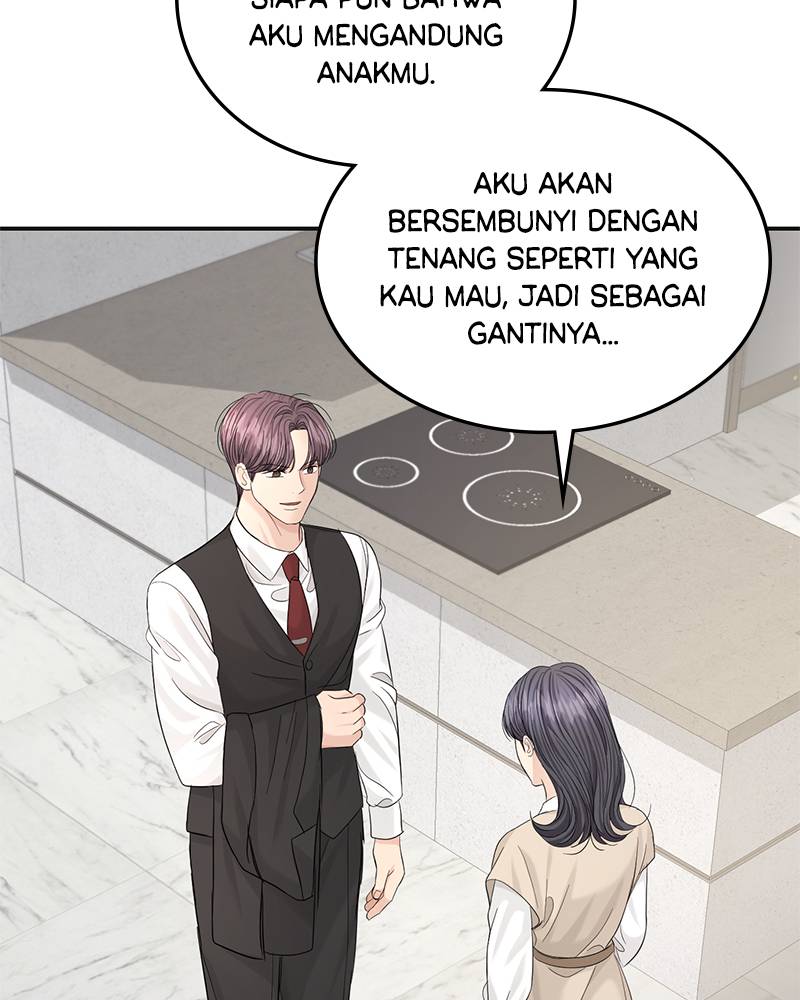 SIAPA PUN BAHWA
AKU MENGANDUNG
ANAKMU.
AKU AKAN
BERSEMBUNYI DENGAN
TENANG SEPERTI YANG
KAU MAU, JADI SEBAGAI
GANTINYA...